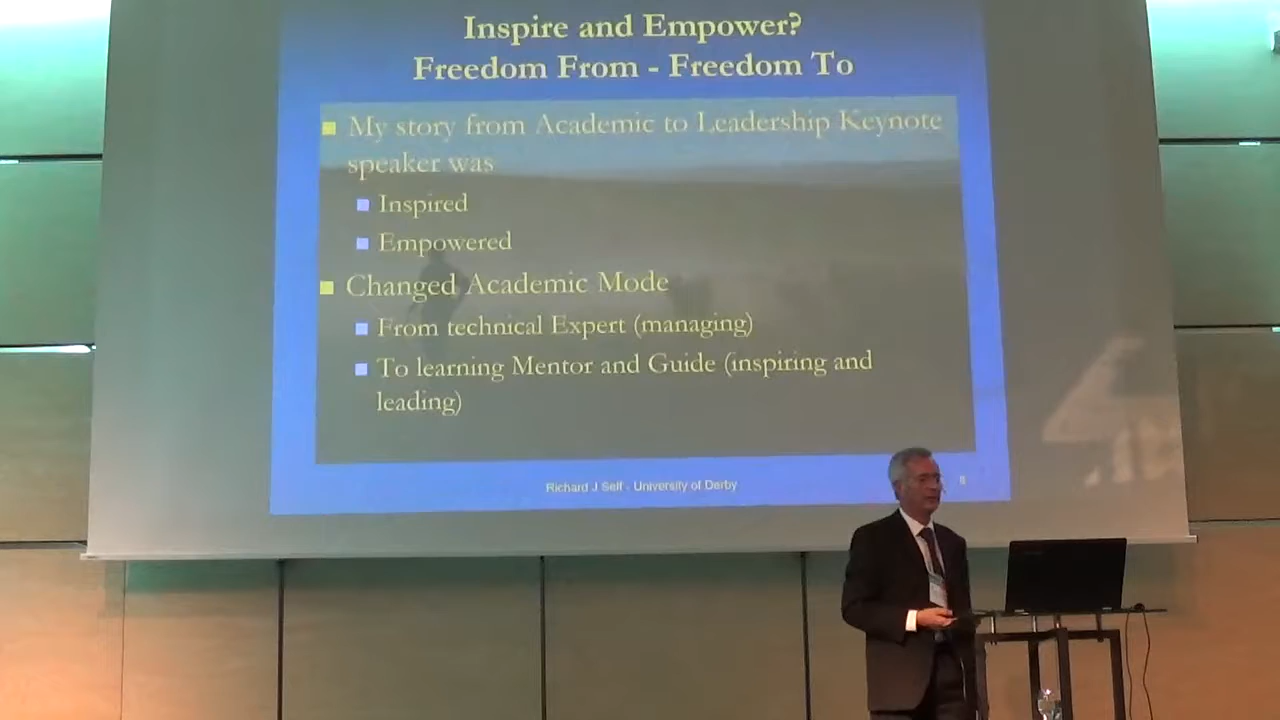 Inspire and Empower?
Freedom From - Freedom To
My story from Academic to Leadership Keynote
speaker was
Inspired
Empowered
Changed Academic Mode
From technical Expert (managing)
To learning Mentor and Guide (inspiring and
leading)
Richard J Self - University of Derby